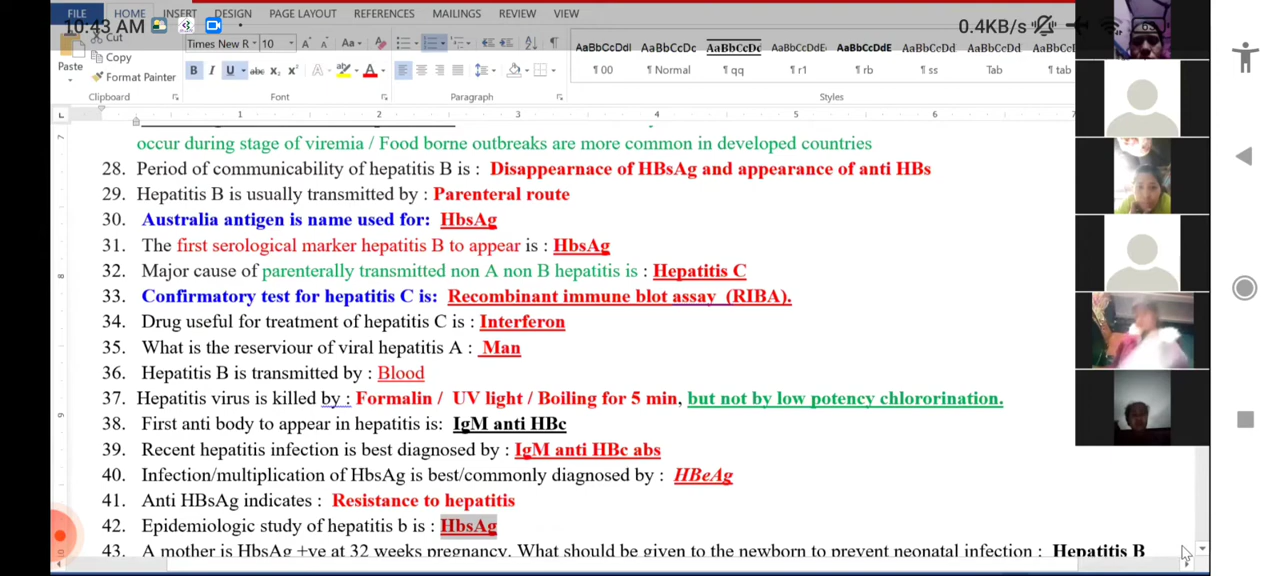 10:43 AM
0.4KB/s
FILE HOME INSERT DESIGN PAGE LAYOUT REFERENCES MAILINGS REVIEW VIEW
Cut
Copy
Format Painter
Paste
Times New R 10
AaBbCcDdI AaBbCcDc AaBbCcDc AaBbCcDdE AaBbCcDdE AaBbCcDd AaBbCcDd
¶ 00 ¶ Normal ¶ qq ¶ r1 ¶ rb ¶ ss Tab ¶ tab
Clipboard Font Paragraph Styles
1 2 3 4 5 6 7
occur during stage of viremia / Food borne outbreaks are more common in developed countries
28. Period of communicability of hepatitis B is : Disappearnace of HBsAg and appearance of anti HBs
29. Hepatitis B is usually transmitted by : Parenteral route
30. Australia antigen is name used for: HbsAg
31. The first serological marker hepatitis B to appear is : HbsAg
32. Major cause of parenterally transmitted non A non B hepatitis is : Hepatitis C
33. Confirmatory test for hepatitis C is: Recombinant immune blot assay (RIBA).
34. Drug useful for treatment of hepatitis C is : Interferon
35. What is the reserviour of viral hepatitis A : Man
36. Hepatitis B is transmitted by : Blood
37. Hepatitis virus is killed by : Formalin / UV light / Boiling for 5 min, but not by low potency chlororination.
38. First anti body to appear in hepatitis is: IgM anti HBc
39. Recent hepatitis infection is best diagnosed by : IgM anti HBc abs
40. Infection/multiplication of HbsAg is best/commonly diagnosed by : HBeAg
41. Anti HBsAg indicates : Resistance to hepatitis
42. Epidemiologic study of hepatitis b is : HbsAg
43. A mother is HbsAg +ve at 32 weeks pregnancy. What should be given to the newborn to prevent neonatal infection : Hepatitis B